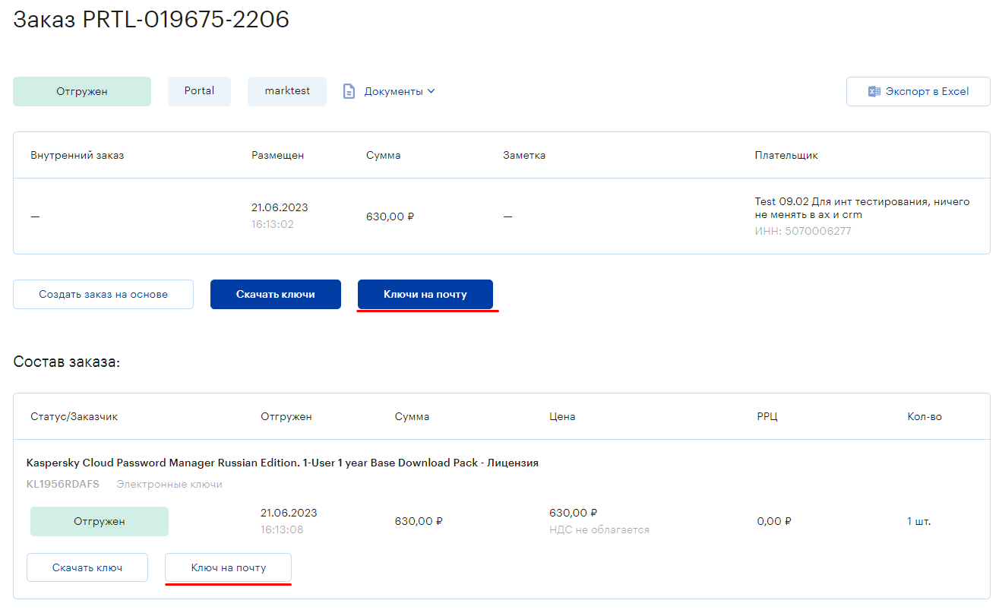 Заказ PRTL-019675-2206
Отгружен Portal marktest Документы Экспорт в Excel
Внутренний заказ Размещен Сумма Заметка Плательщик
— 21.06.2023 16:13:02 630,00 ₽ — Test 09.02 Для инт тестирования, ничего
не менять в ax и crm
ИНН: 5070006277
Создать заказ на основе Скачать ключи Ключи на почту
Состав заказа:
Статус/Заказчик Отгружен Сумма Цена РРЦ Кол-во
Kaspersky Cloud Password Manager Russian Edition. 1-User 1 year Base Download Pack - Лицензия
KL1956RDAFS Электронные ключи
Отгружен 21.06.2023 16:13:08 630,00 ₽ 630,00 ₽ НДС не облагается 0,00 ₽ 1 шт.
Скачать ключ Ключ на почту